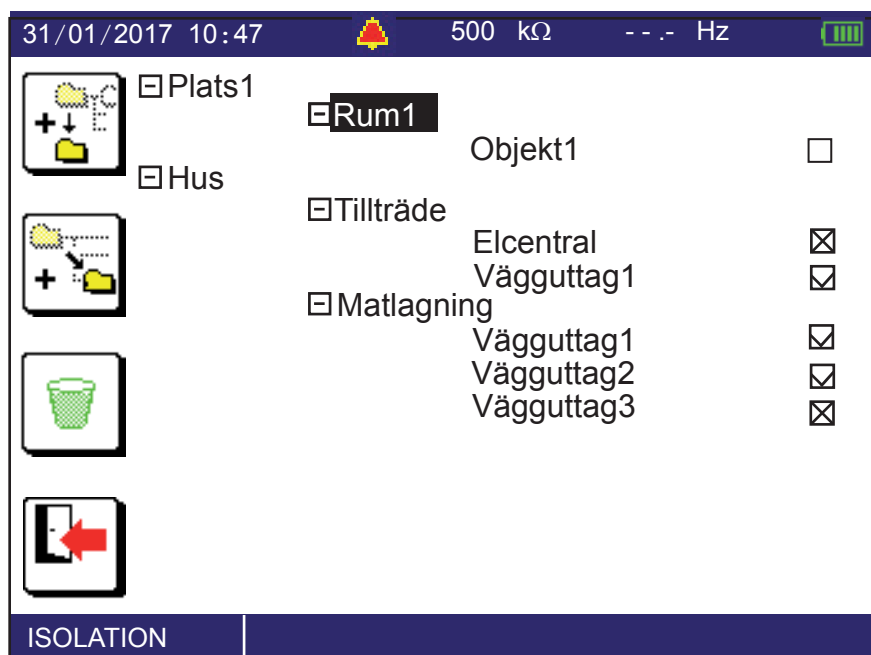 31/01/2017 10:47 500 kΩ - - .- Hz
Plats1
Rum1
Objekt1
Hus
Tillträde
Elcentral
Vägguttag1
Matlagning
Vägguttag1
Vägguttag2
Vägguttag3
ISOLATION